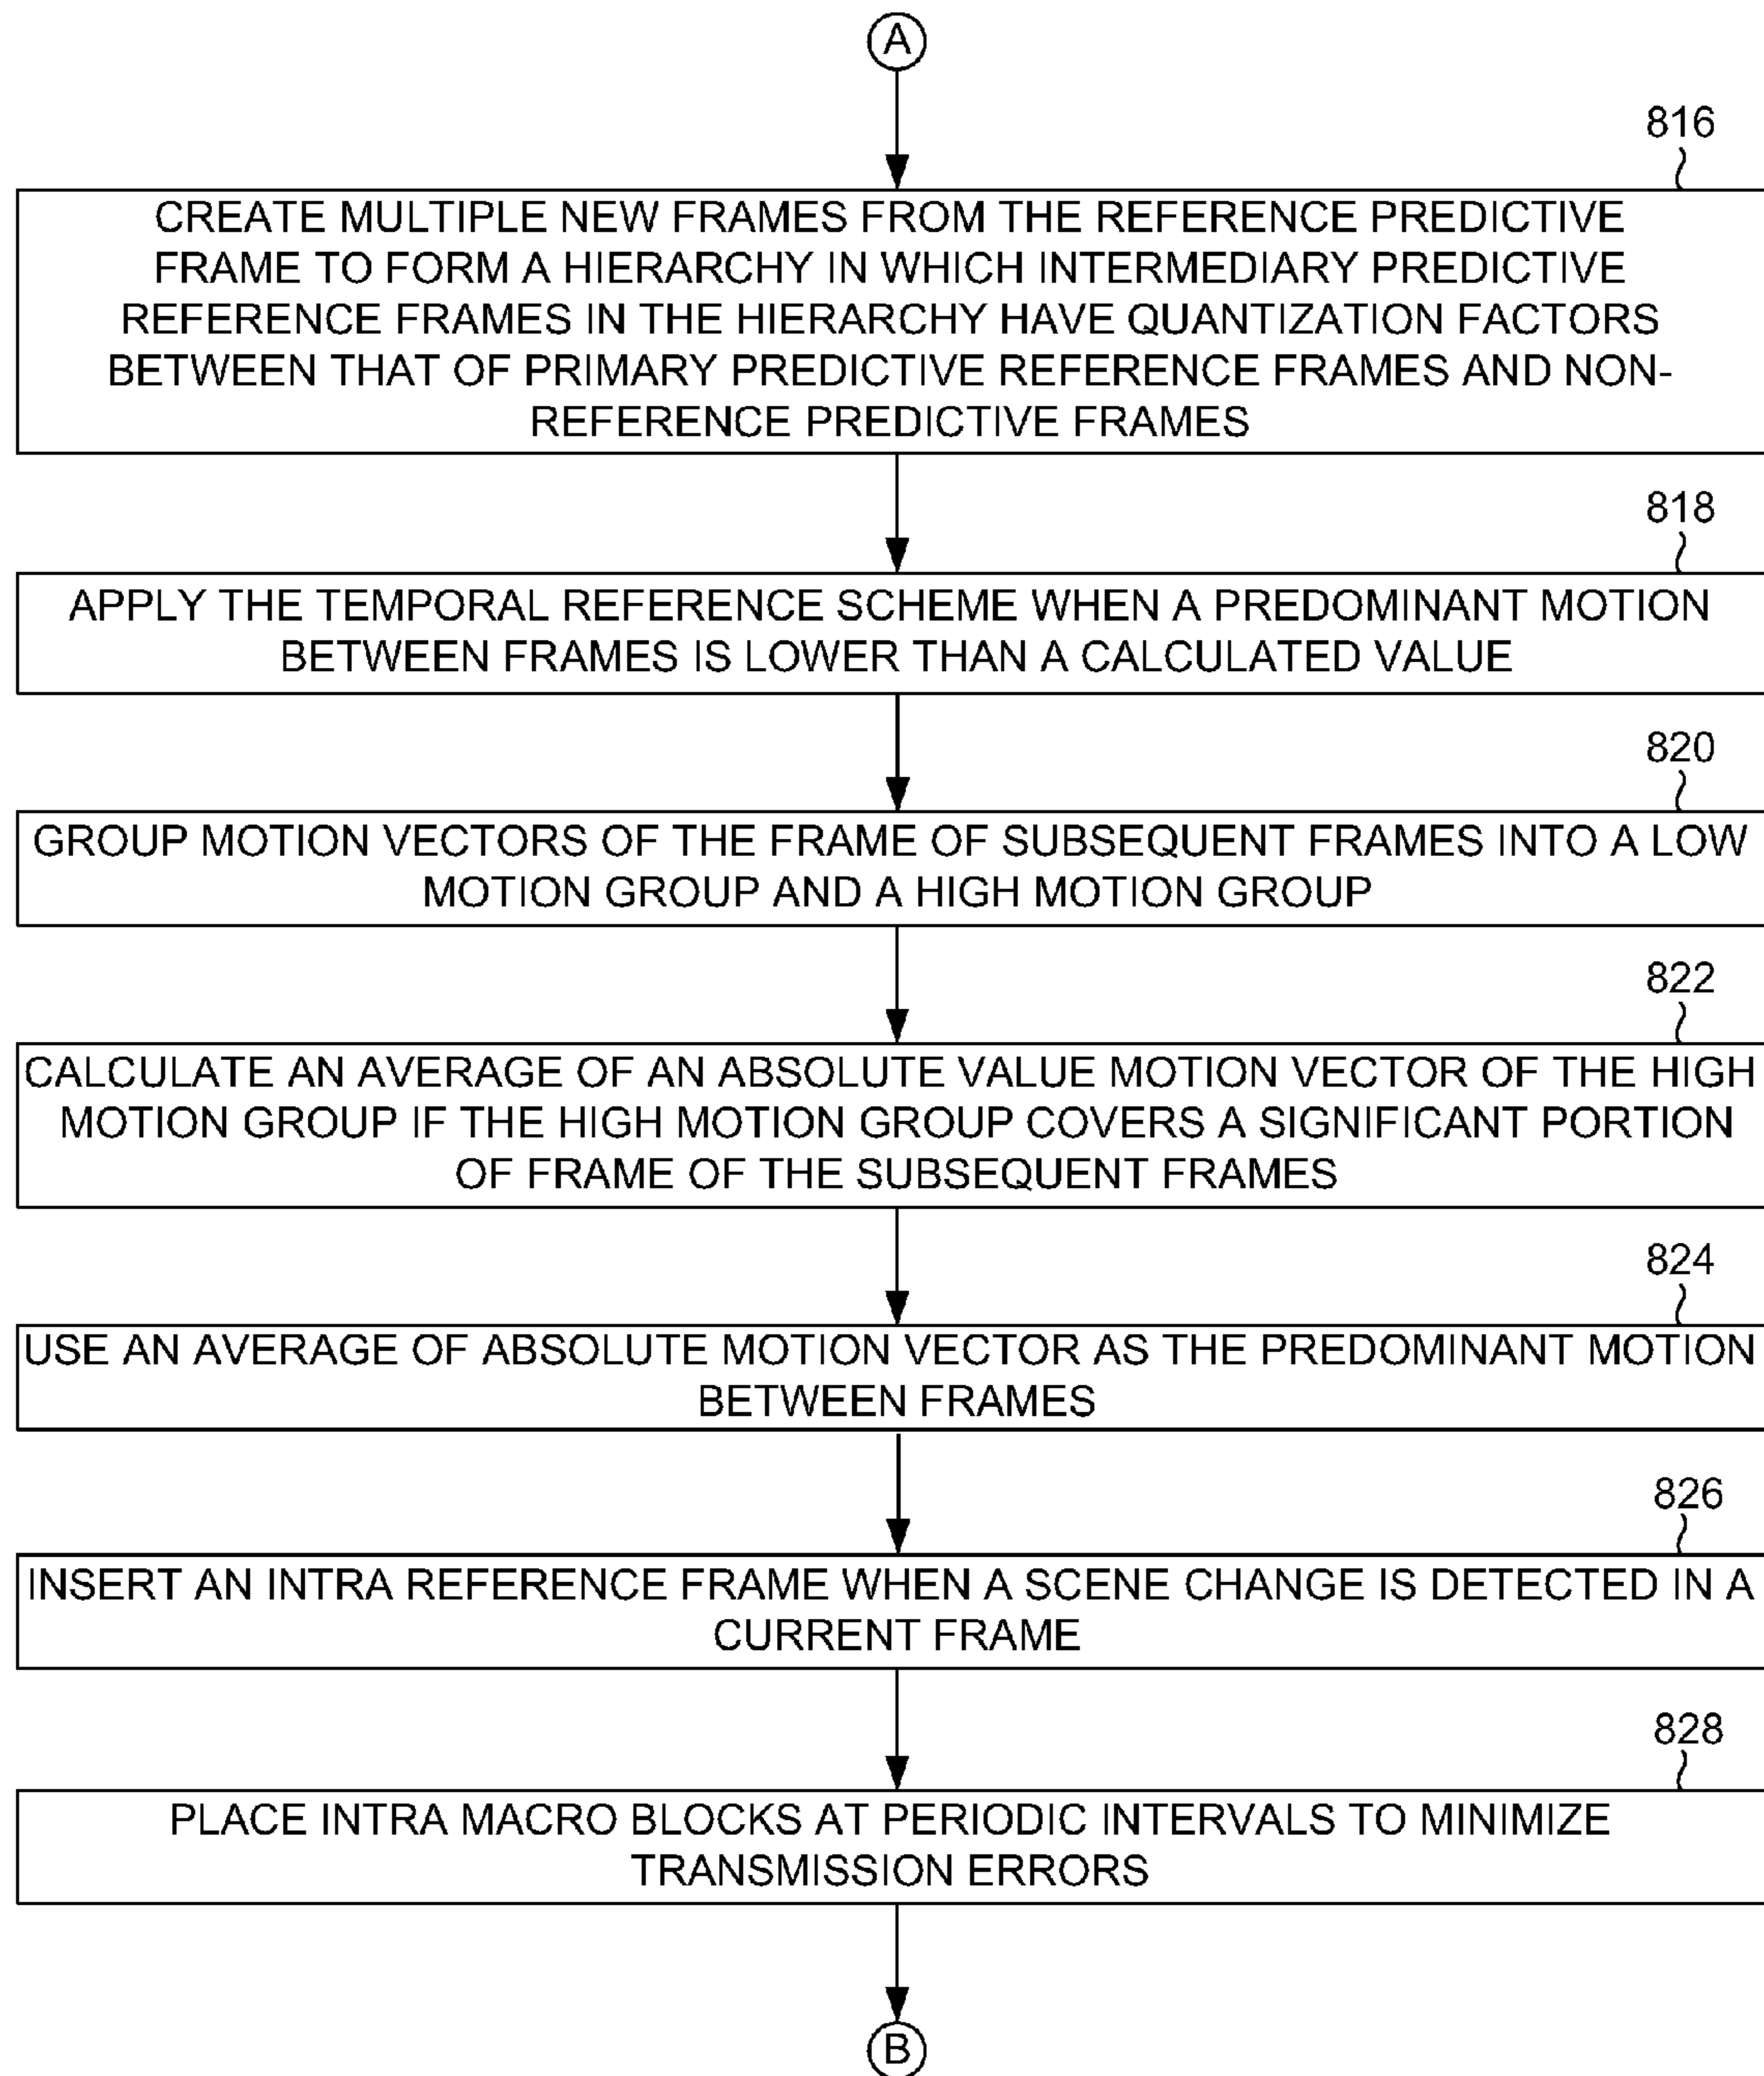 A
816
CREATE MULTIPLE NEW FRAMES FROM THE REFERENCE PREDICTIVE
FRAME TO FORM A HIERARCHY IN WHICH INTERMEDIARY PREDICTIVE
REFERENCE FRAMES IN THE HIERARCHY HAVE QUANTIZATION FACTORS
BETWEEN THAT OF PRIMARY PREDICTIVE REFERENCE FRAMES AND NON-
REFERENCE PREDICTIVE FRAMES
818
APPLY THE TEMPORAL REFERENCE SCHEME WHEN A PREDOMINANT MOTION
BETWEEN FRAMES IS LOWER THAN A CALCULATED VALUE
820
GROUP MOTION VECTORS OF THE FRAME OF SUBSEQUENT FRAMES INTO A LOW
MOTION GROUP AND A HIGH MOTION GROUP
822
CALCULATE AN AVERAGE OF AN ABSOLUTE VALUE MOTION VECTOR OF THE HIGH
MOTION GROUP IF THE HIGH MOTION GROUP COVERS A SIGNIFICANT PORTION
OF FRAME OF THE SUBSEQUENT FRAMES
824
USE AN AVERAGE OF ABSOLUTE MOTION VECTOR AS THE PREDOMINANT MOTION
BETWEEN FRAMES
826
INSERT AN INTRA REFERENCE FRAME WHEN A SCENE CHANGE IS DETECTED IN A
CURRENT FRAME
828
PLACE INTRA MACRO BLOCKS AT PERIODIC INTERVALS TO MINIMIZE
TRANSMISSION ERRORS
B